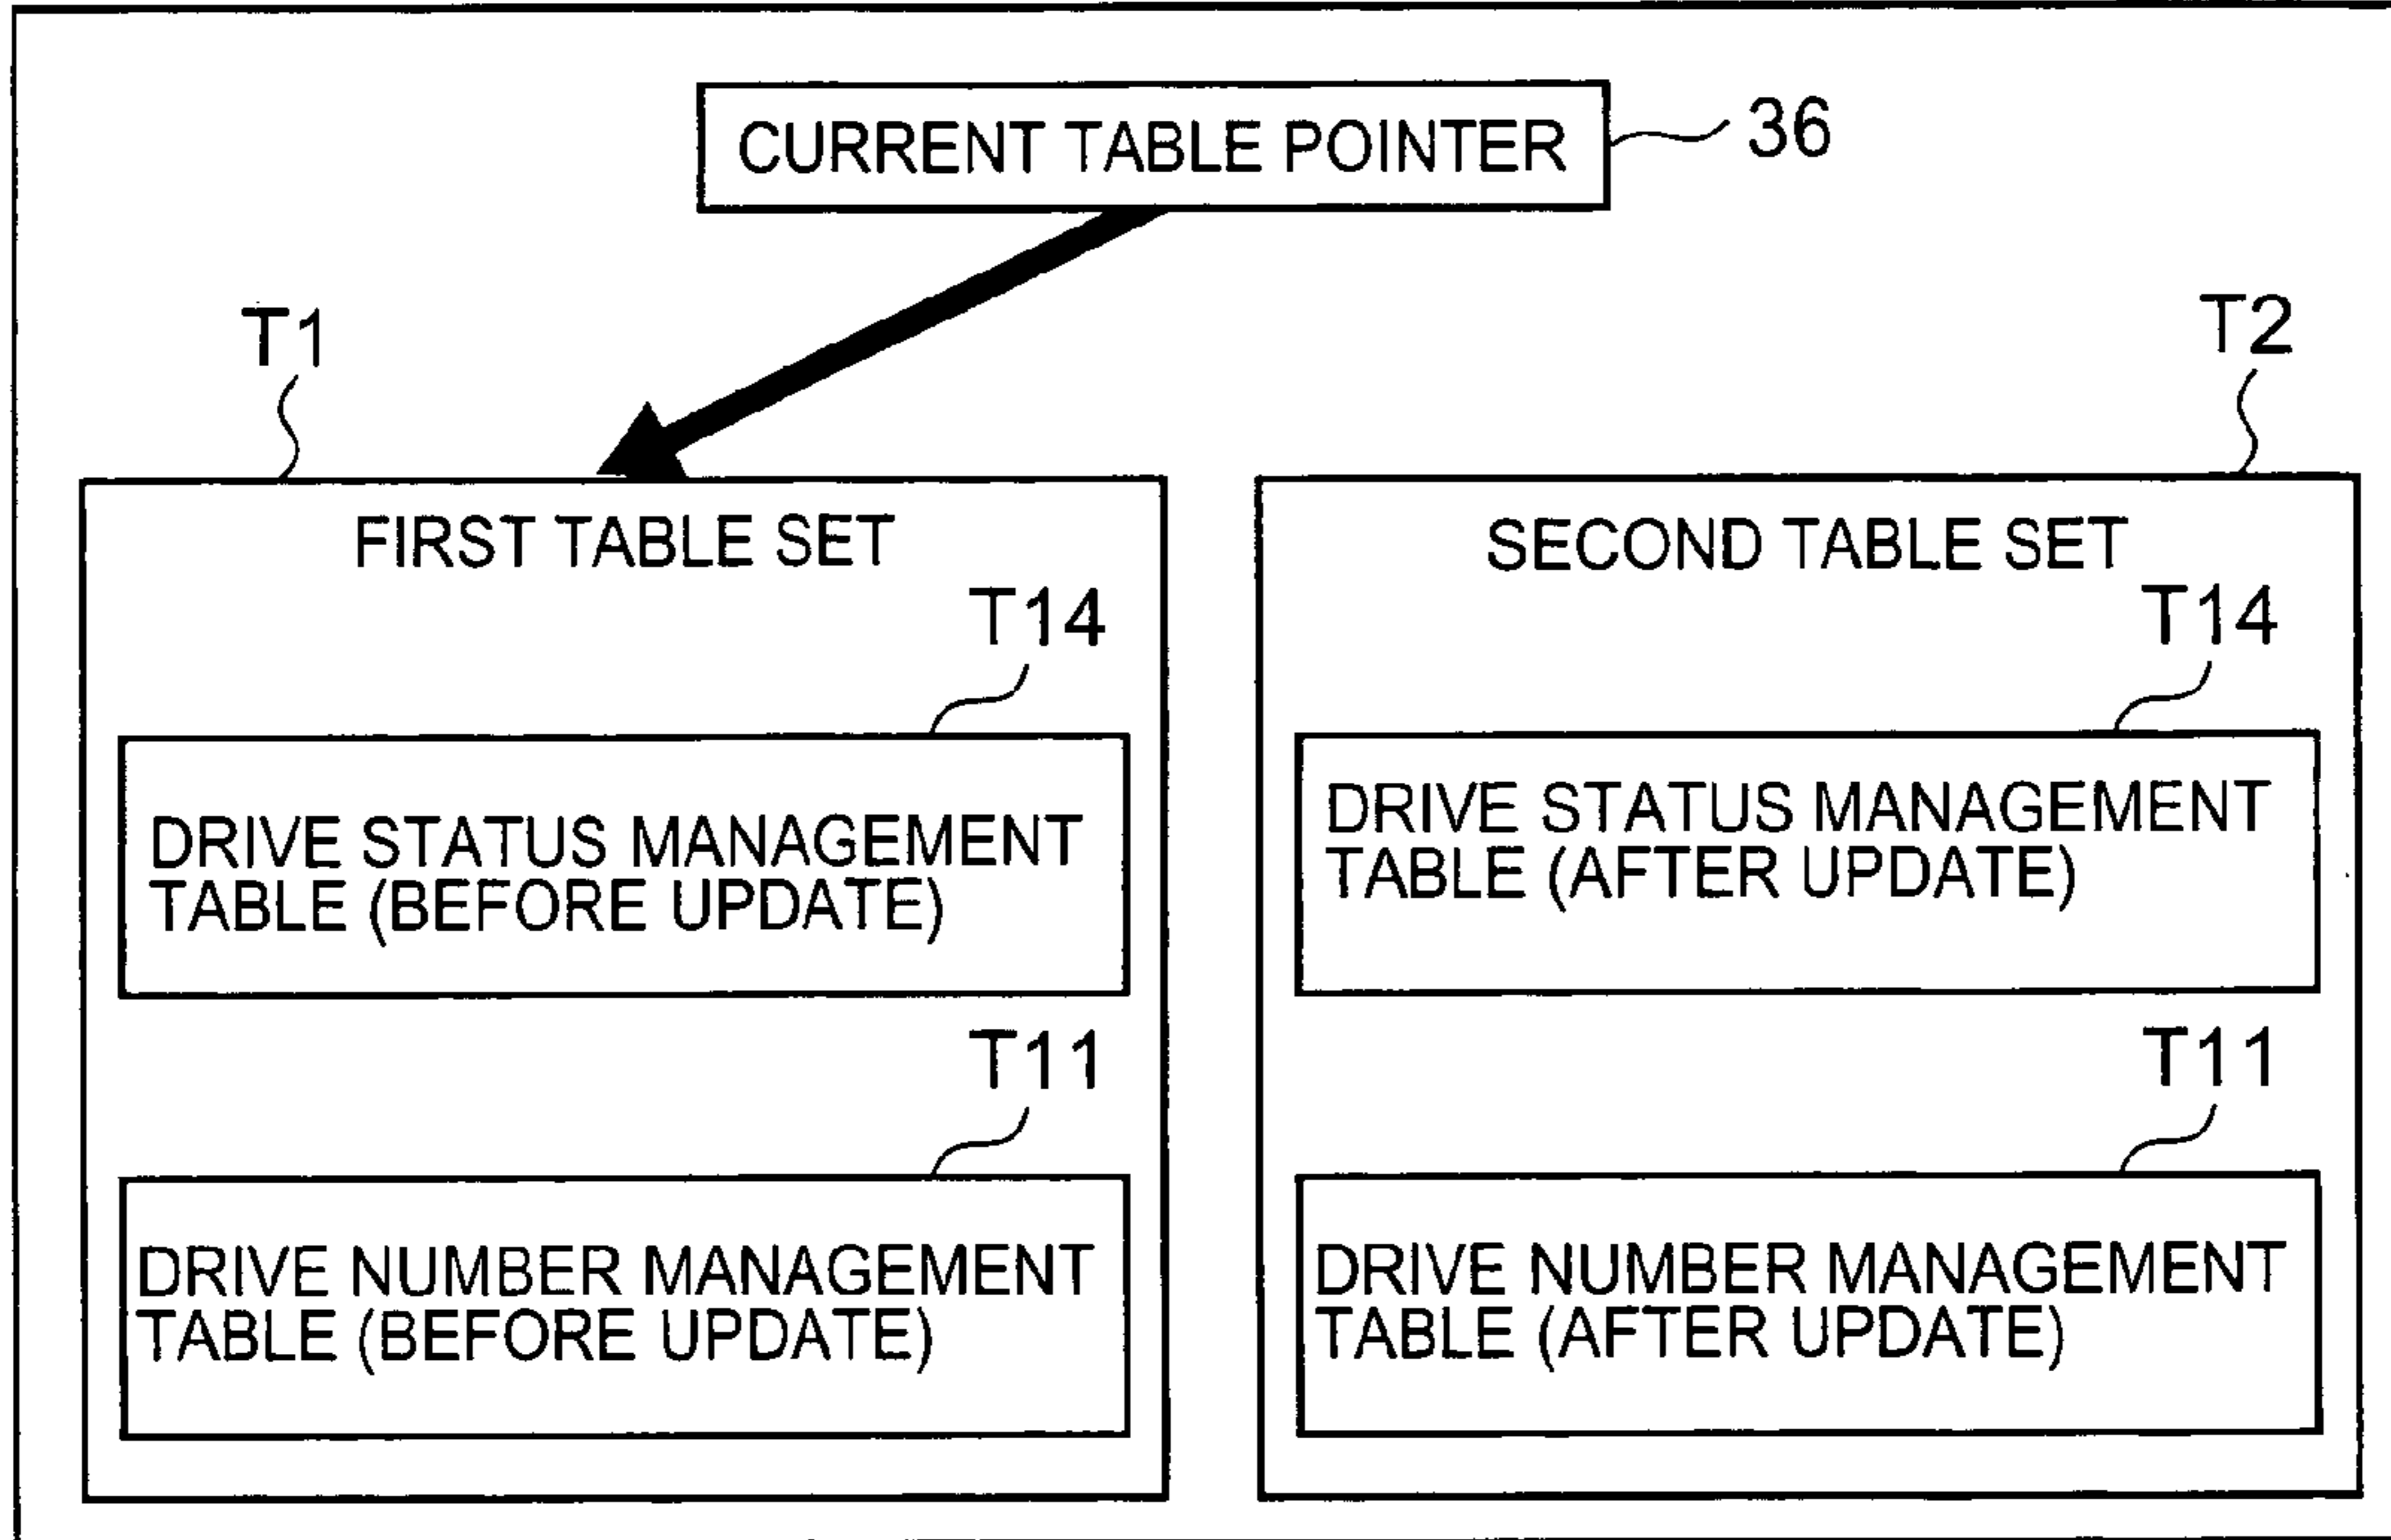 CURRENT TABLE POINTER
36
T1
T2
FIRST TABLE SET
T14
DRIVE STATUS MANAGEMENT
TABLE (BEFORE UPDATE)
T11
DRIVE NUMBER MANAGEMENT
TABLE (BEFORE UPDATE)
SECOND TABLE SET
T14
DRIVE STATUS MANAGEMENT
TABLE (AFTER UPDATE)
T11
DRIVE NUMBER MANAGEMENT
TABLE (AFTER UPDATE)